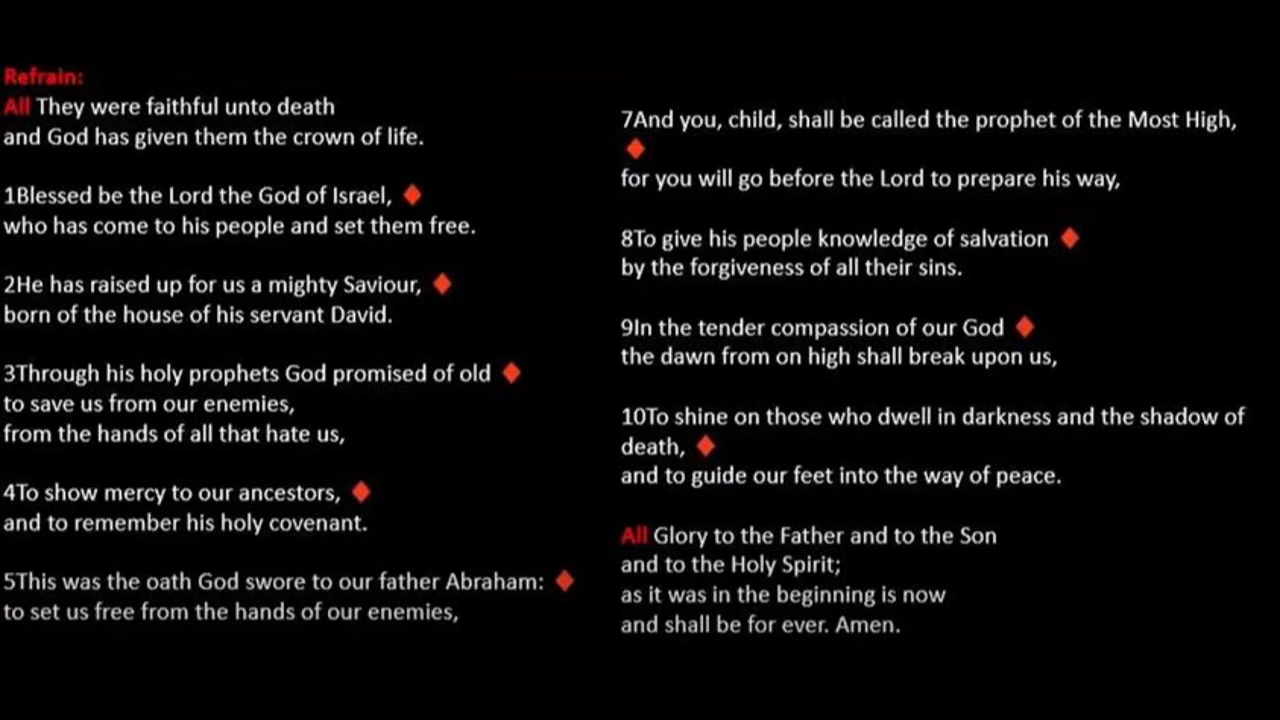 Refrain:
All They were faithful unto death
and God has given them the crown of life.
1Blessed be the Lord the God of Israel, ♦
who has come to his people and set them free.
2He has raised up for us a mighty Saviour, ♦
born of the house of his servant David.
3Through his holy prophets God promised of old ♦
to save us from our enemies,
from the hands of all that hate us,
4To show mercy to our ancestors, ♦
and to remember his holy covenant.
5This was the oath God swore to our father Abraham: ♦
to set us free from the hands of our enemies,
7And you, child, shall be called the prophet of the Most High,
♦
for you will go before the Lord to prepare his way,
8To give his people knowledge of salvation ♦
by the forgiveness of all their sins.
9In the tender compassion of our God ♦
the dawn from on high shall break upon us,
10To shine on those who dwell in darkness and the shadow of
death, ♦
and to guide our feet into the way of peace.
All Glory to the Father and to the Son
and to the Holy Spirit;
as it was in the beginning is now
and shall be for ever. Amen.